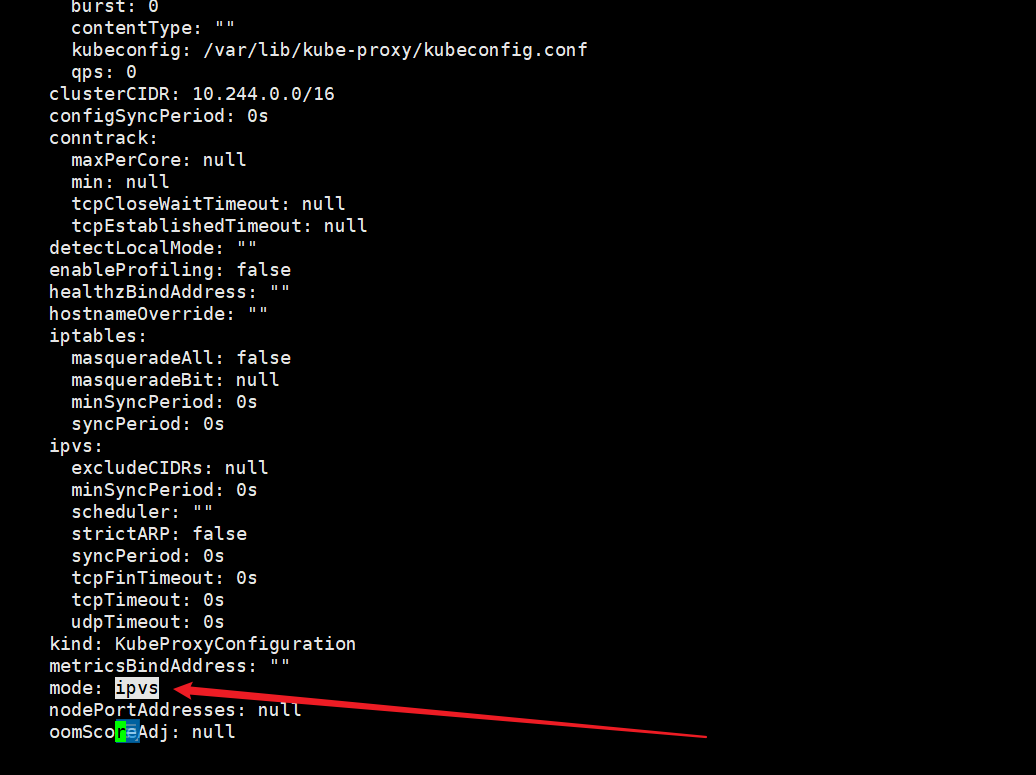 burst: 0
contentType: ""
kubeconfig: /var/lib/kube-proxy/kubeconfig.conf
qps: 0
clusterCIDR: 10.244.0.0/16
configSyncPeriod: 0s
conntrack:
maxPerCore: null
min: null
tcpCloseWaitTimeout: null
tcpEstablishedTimeout: null
detectLocalMode: ""
enableProfiling: false
healthzBindAddress: ""
hostnameOverride: ""
iptables:
masqueradeAll: false
masqueradeBit: null
minSyncPeriod: 0s
syncPeriod: 0s
ipvs:
excludeCIDRs: null
minSyncPeriod: 0s
scheduler: ""
strictARP: false
syncPeriod: 0s
tcpFinTimeout: 0s
tcpTimeout: 0s
udpTimeout: 0s
kind: KubeProxyConfiguration
metricsBindAddress: ""
mode: ipvs
nodePortAddresses: null
oomScoreAdj: null